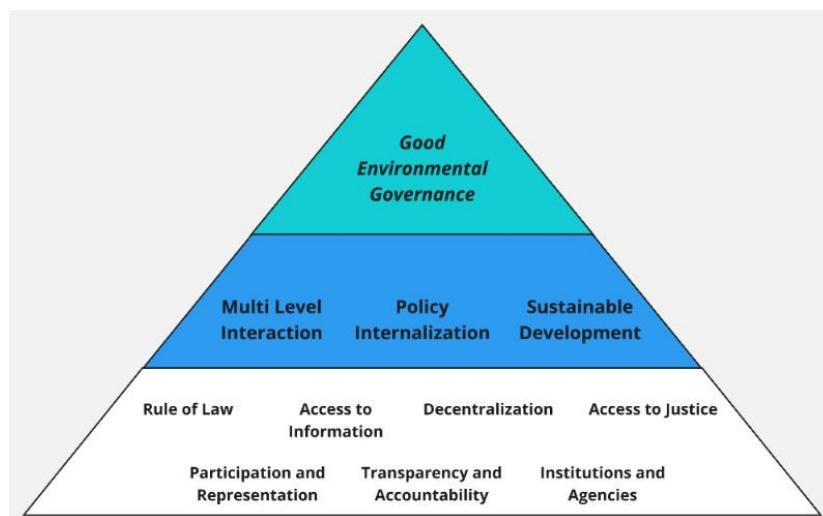 Good
Environmental
Governance
Multi Level
Interaction
Policy
Internalization
Sustainable
Development
Rule of Law
Access to
Information
Decentralization
Access to Justice
Participation and
Representation
Transparency and
Accountability
Institutions and
Agencies